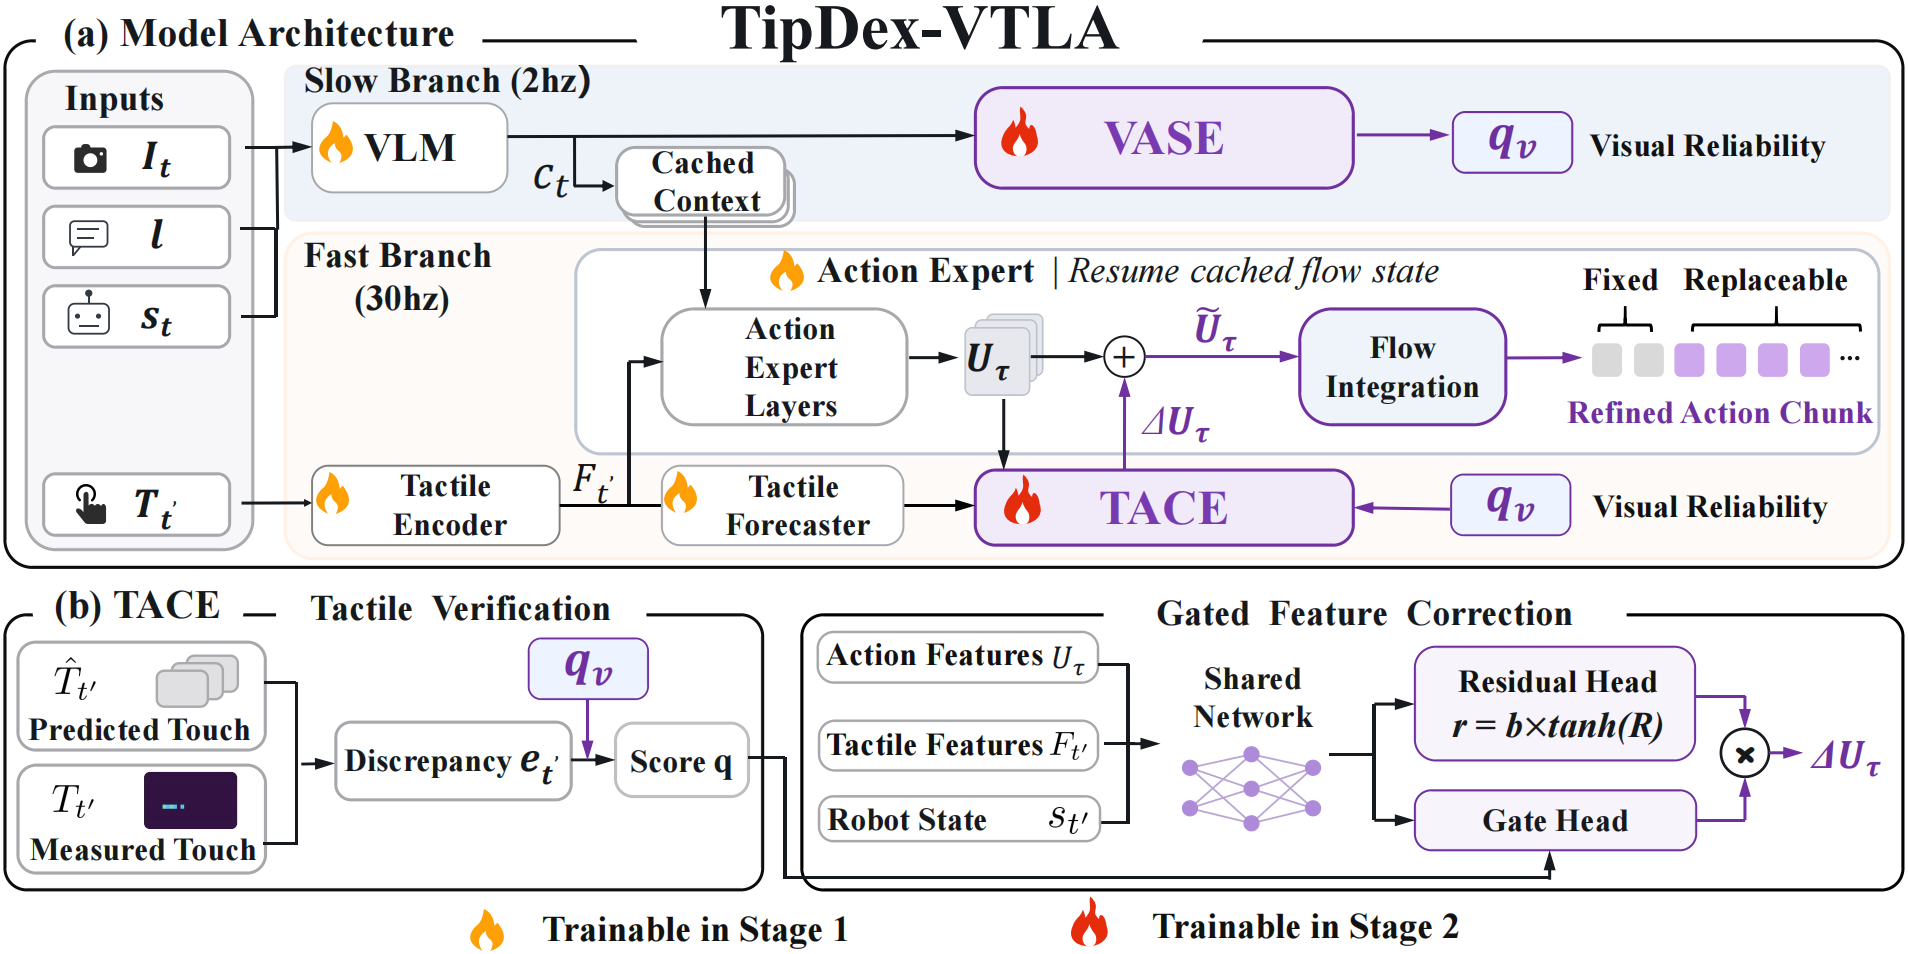 TipDex-VTLA
(a) Model Architecture
Inputs
I_t
l
s_t
T_t'
Slow Branch (2hz)
VLM
C_t
Cached
Context
VASE
q_v
Visual Reliability
Fast Branch
(30hz)
Action Expert | Resume cached flow state
Action
Expert
Layers
U_τ
+
Ũ_τ
ΔU_τ
Flow
Integration
Fixed
Replaceable
...
Refined Action Chunk
Tactile
Encoder
F_t'
Tactile
Forecaster
TACE
q_v
Visual Reliability
(b) TACE
Tactile Verification
T̂_t'
Predicted Touch
T_t'
Measured Touch
q_v
Discrepancy e_t'
Score q
Gated Feature Correction
Action Features U_τ
Tactile Features F_t'
Robot State s_t'
Shared
Network
Residual Head
r = b×tanh(R)
Gate Head
×
ΔU_τ
Trainable in Stage 1
Trainable in Stage 2